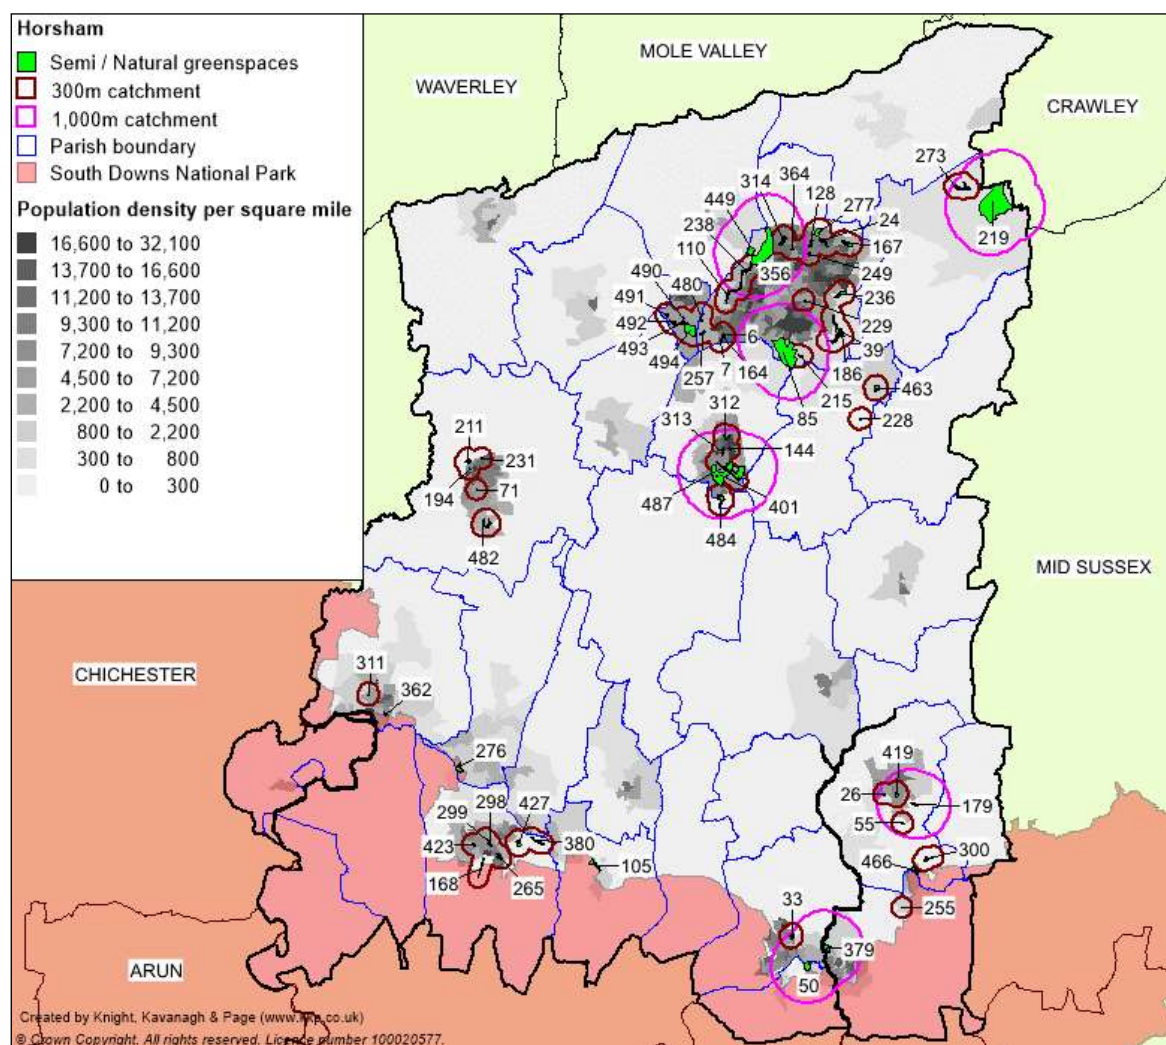 Horsham
Semi / Natural greenspaces
300m catchment
1,000m catchment
Parish boundary
South Downs National Park
Population density per square mile
16,600 to 32,100
13,700 to 16,600
11,200 to 13,700
9,300 to 11,200
7,200 to 9,300
4,500 to 7,200
2,200 to 4,500
800 to 2,200
300 to 800
0 to 300
MOLE VALLEY
WAVERLEY
CRAWLEY
MID SUSSEX
CHICHESTER
ARUN
273
219
314
364
128
277
24
449
238
110
167
249
356
236
490
480
491
492
493
494
257
7
6
164
229
39
186
215
85
463
228
312
313
144
487
401
484
211
231
194
71
482
311
362
276
298
427
299
423
380
168
265
105
419
26
179
55
300
466
255
33
379
50
Created by Knight, Kavanagh & Page (www.kkp.co.uk)
© Crown Copyright. All rights reserved. Licence number 100020577.